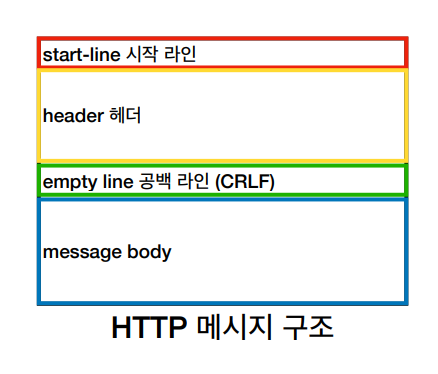 start-line 시작 라인
header 헤더
empty line 공백 라인 (CRLF)
message body
HTTP 메시지 구조